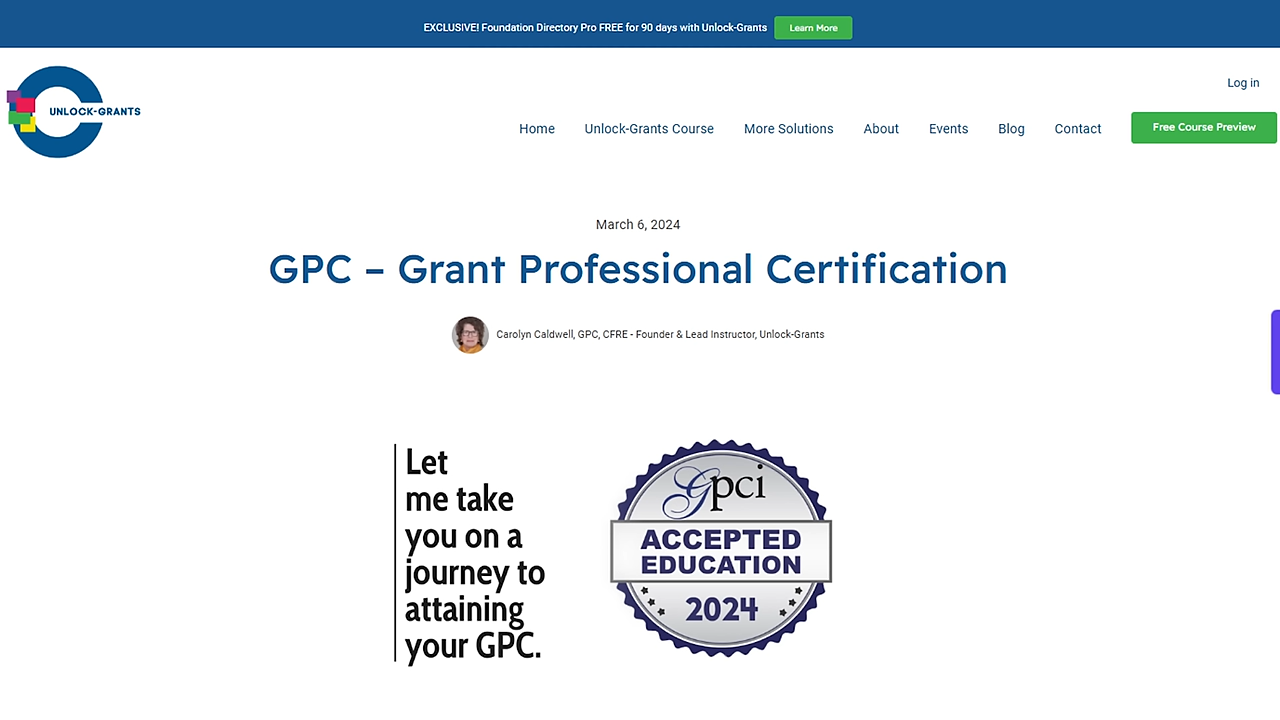 EXCLUSIVE! Foundation Directory Pro FREE for 90 days with Unlock-Grants
Learn More
Log in
UNLOCK-GRANTS
Home
Unlock-Grants Course
More Solutions
About
Events
Blog
Contact
Free Course Preview
March 6, 2024
GPC – Grant Professional Certification
Carolyn Caldwell, GPC, CFRE - Founder & Lead Instructor, Unlock-Grants
Let
me take
you on a
journey to
attaining
your GPC.
gpci
ACCEPTED
EDUCATION
2024